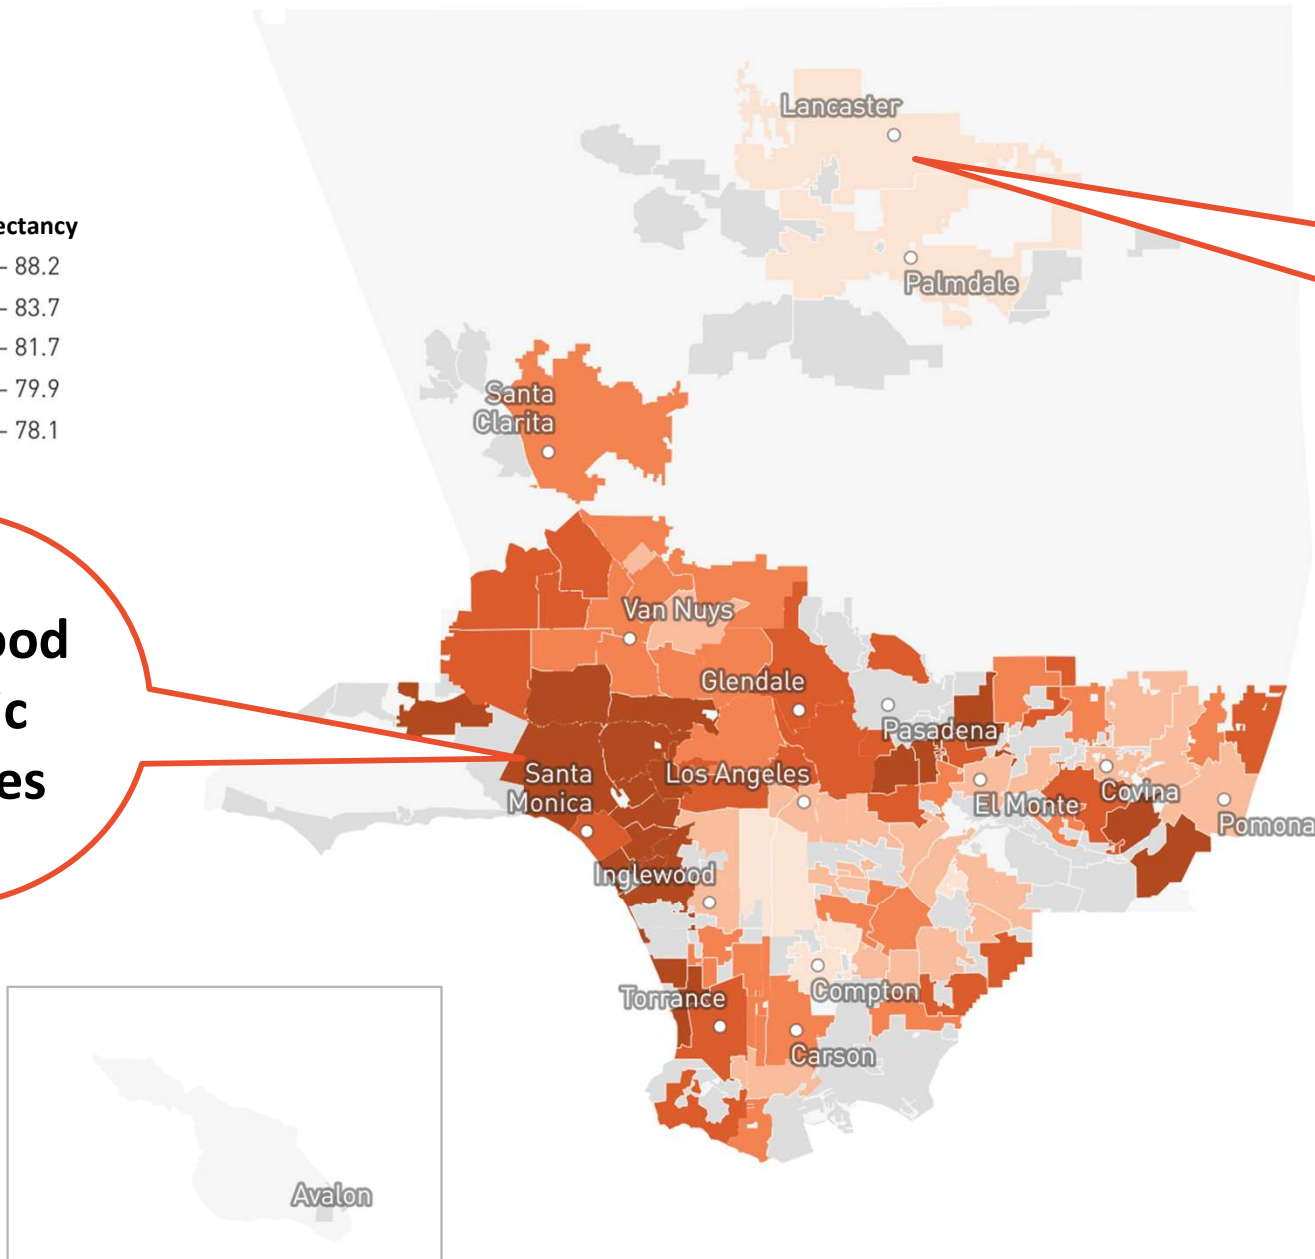 Lancaster
ectancy
– 88.2
– 83.7
– 81.7
– 79.9
– 78.1
Palmdale
Santa
Clarita
ood
ic
es
Van Nuys
Glendale
Pasadena
Santa
Monica
Los Angeles
El Monte
Covina
Pomona
Inglewood
Torrance
Compton
Carson
Avalon